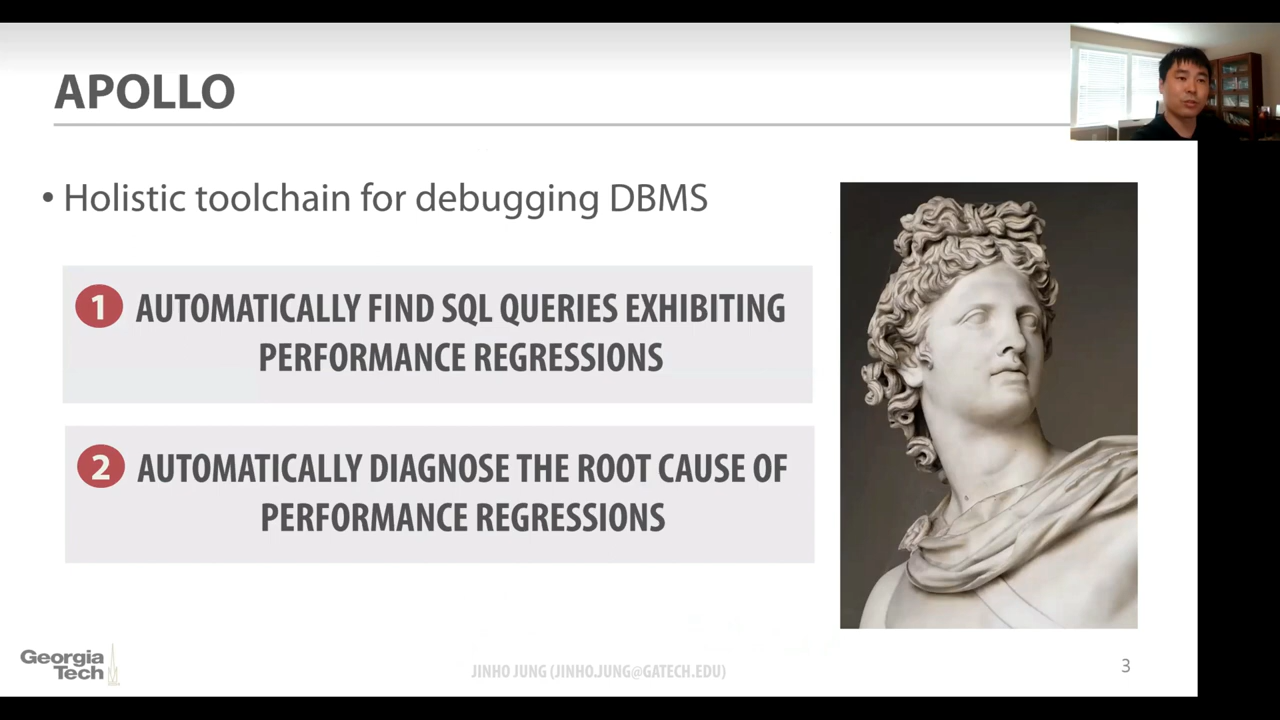 APOLLO
• Holistic toolchain for debugging DBMS
1 AUTOMATICALLY FIND SQL QUERIES EXHIBITING
PERFORMANCE REGRESSIONS
2 AUTOMATICALLY DIAGNOSE THE ROOT CAUSE OF
PERFORMANCE REGRESSIONS
Georgia
Tech
JINHO JUNG (JINHO.JUNG@GATECH.EDU)
3